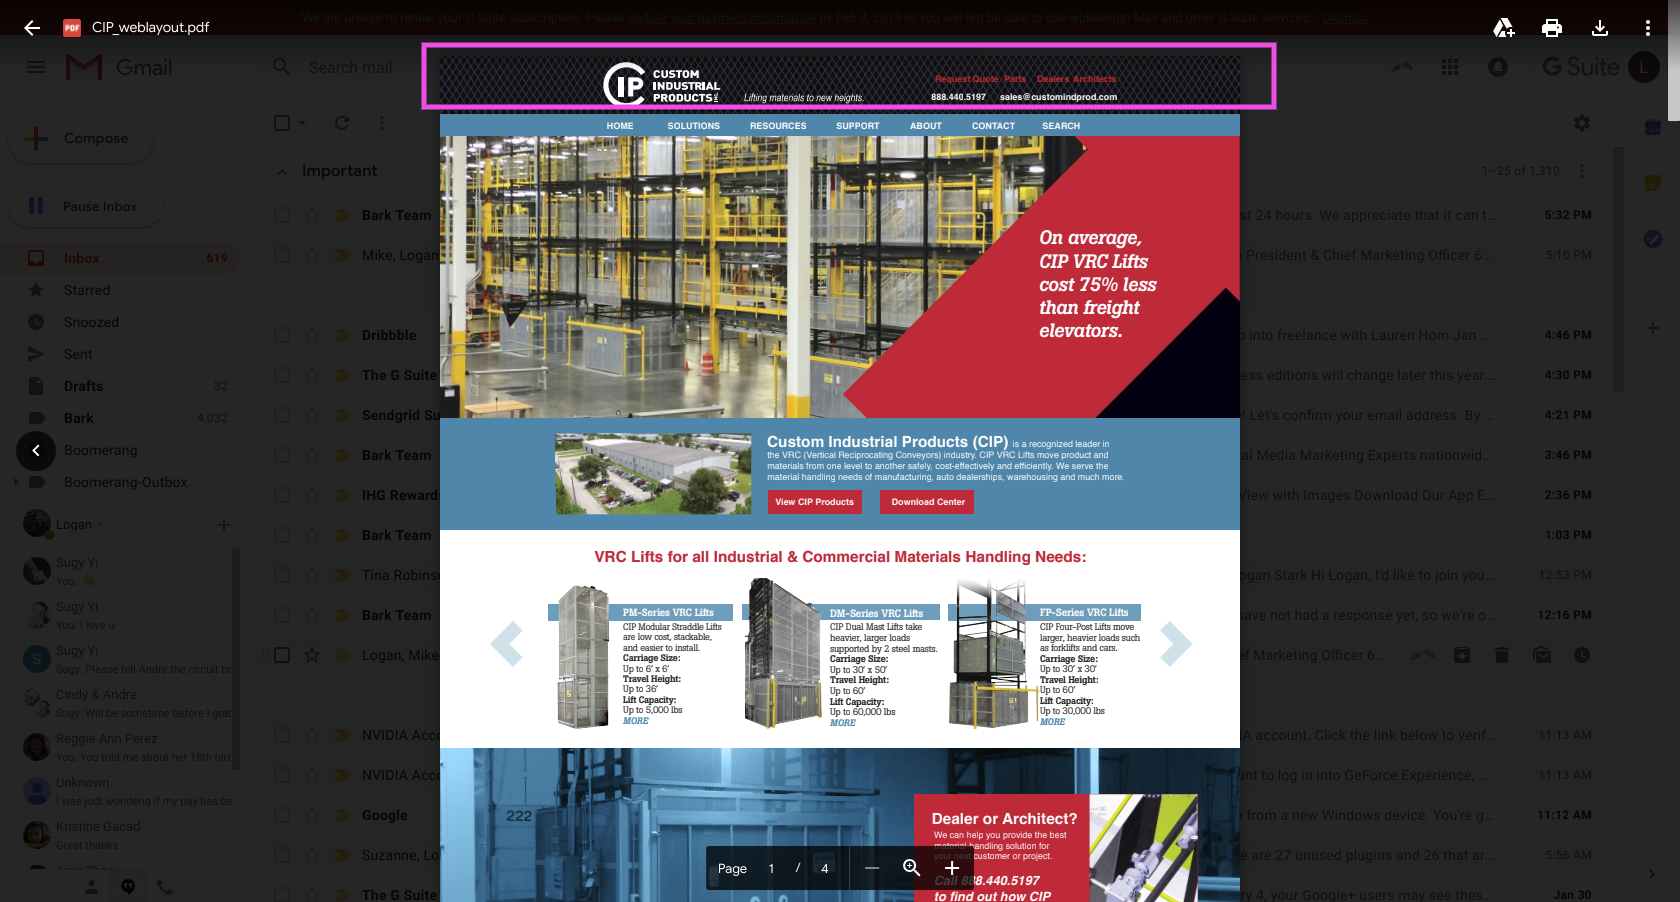 We are unable to renew your G Suite subscription. Please update your payment information by Feb 4, 2019 or you will not be able to use wpkdesign Mail and other G Suite services. - Dismiss
CIP_weblayout.pdf
Gmail
Search mail
G Suite
L
CIP
CUSTOM
INDUSTRIAL
PRODUCTS INC.
Lifting materials to new heights.
Request Quote Parts Dealers Architects
888.440.5197 sales@customindprod.com
HOME SOLUTIONS RESOURCES SUPPORT ABOUT CONTACT SEARCH
Compose
Pause Inbox
Inbox 619
Starred
Snoozed
Sent
Drafts 32
Bark 4,032
Boomerang
Boomerang-Outbox
Logan
Sugy Yi
You:
Sugy Yi
You: I love u
Sugy Yi
Sugy: Please tell Andre the circuit br
Cindy & Andre
Sugy: Will be sometime before i grab
Reggie Ann Perez
You: You told me about her 18th birt
Unknown
I was judt wonderig if my pay has be
Kristine Gacad
Great thanks
Important
1–25 of 1,310
Bark Team
st 24 hours. We appreciate that it can t... 5:32 PM
Mike, Logan
President & Chief Marketing Officer 6... 5:10 PM
Dribbble
into freelance with Lauren Hom Jan ... 4:46 PM
The G Suite
ess editions will change later this year.... 4:30 PM
Sendgrid Su
! Let's confirm your email address. By ... 4:21 PM
Bark Team
al Media Marketing Experts nationwid... 3:46 PM
IHG Rewards
View with Images Download Our App E... 2:36 PM
Bark Team
1:03 PM
Tina Robins
ogan Stark Hi Logan, I'd like to join you... 12:53 PM
Bark Team
have not had a response yet, so we're o... 12:16 PM
Logan, Mike
f Marketing Officer 6...
NVIDIA Acc
A account. Click the link below to verif... 11:13 AM
NVIDIA Acc
unt to log in into GeForce Experience, ... 11:13 AM
Google
from a new Windows device. You're g... 11:12 AM
Suzanne, Lo
e are 27 unused plugins and 26 that ar... 5:56 AM
The G Suite
ry 4, your Google+ users may see thes... Jan 30
On average,
CIP VRC Lifts
cost 75% less
than freight
elevators.
Custom Industrial Products (CIP) is a recognized leader in
the VRC (Vertical Reciprocating Conveyors) industry. CIP VRC Lifts move product and
materials from one level to another safely, cost-effectively and efficiently. We serve the
material handling needs of manufacturing, auto dealerships, warehousing and much more.
View CIP Products Download Center
VRC Lifts for all Industrial & Commercial Materials Handling Needs:
PM-Series VRC Lifts
CIP Modular Straddle Lifts
are low cost, stackable,
and easier to install.
Carriage Size:
Up to 6' x 6'
Travel Height:
Up to 36'
Lift Capacity:
Up to 5,000 lbs
MORE
DM-Series VRC Lifts
CIP Dual Mast Lifts take
heavier, larger loads
supported by 2 steel masts.
Carriage Size:
Up to 30' x 50'
Travel Height:
Up to 60'
Lift Capacity:
Up to 60,000 lbs
MORE
FP-Series VRC Lifts
CIP Four-Post Lifts move
larger, heavier loads such
as forklifts and cars.
Carriage Size:
Up to 30' x 30'
Travel Height:
Up to 60'
Lift Capacity:
Up to 30,000 lbs
MORE
222
Dealer or Architect?
We can help you provide the best
material handling solution for
your next customer or project.
Call 888.440.5197
to find out how CIP
Page 1 / 4